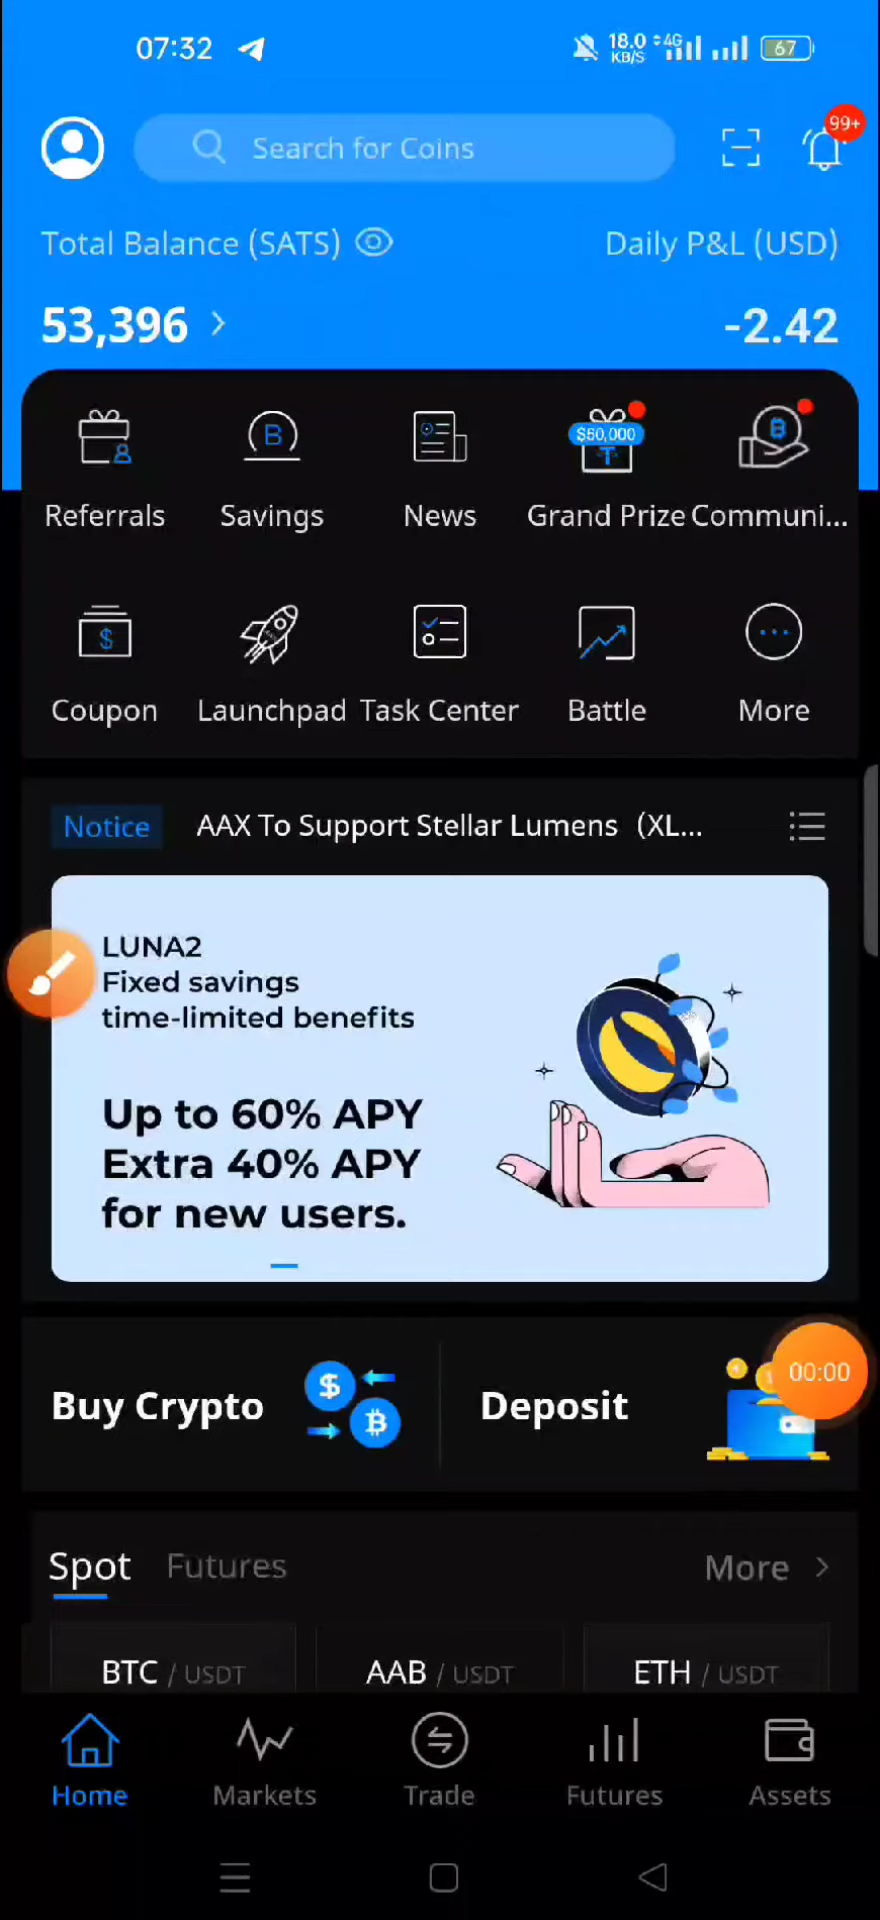 07:32
18.0
KB/S
4G
67
Search for Coins
99+
Total Balance (SATS)
Daily P&L (USD)
53,396
-2.42
$50,000
Referrals
Savings
News
Grand Prize
Communi...
Coupon
Launchpad
Task Center
Battle
More
Notice
AAX To Support Stellar Lumens（XL...
LUNA2
Fixed savings
time-limited benefits
Up to 60% APY
Extra 40% APY
for new users.
Buy Crypto
Deposit
00:00
Spot
Futures
More
BTC / USDT
AAB / USDT
ETH / USDT
Home
Markets
Trade
Futures
Assets